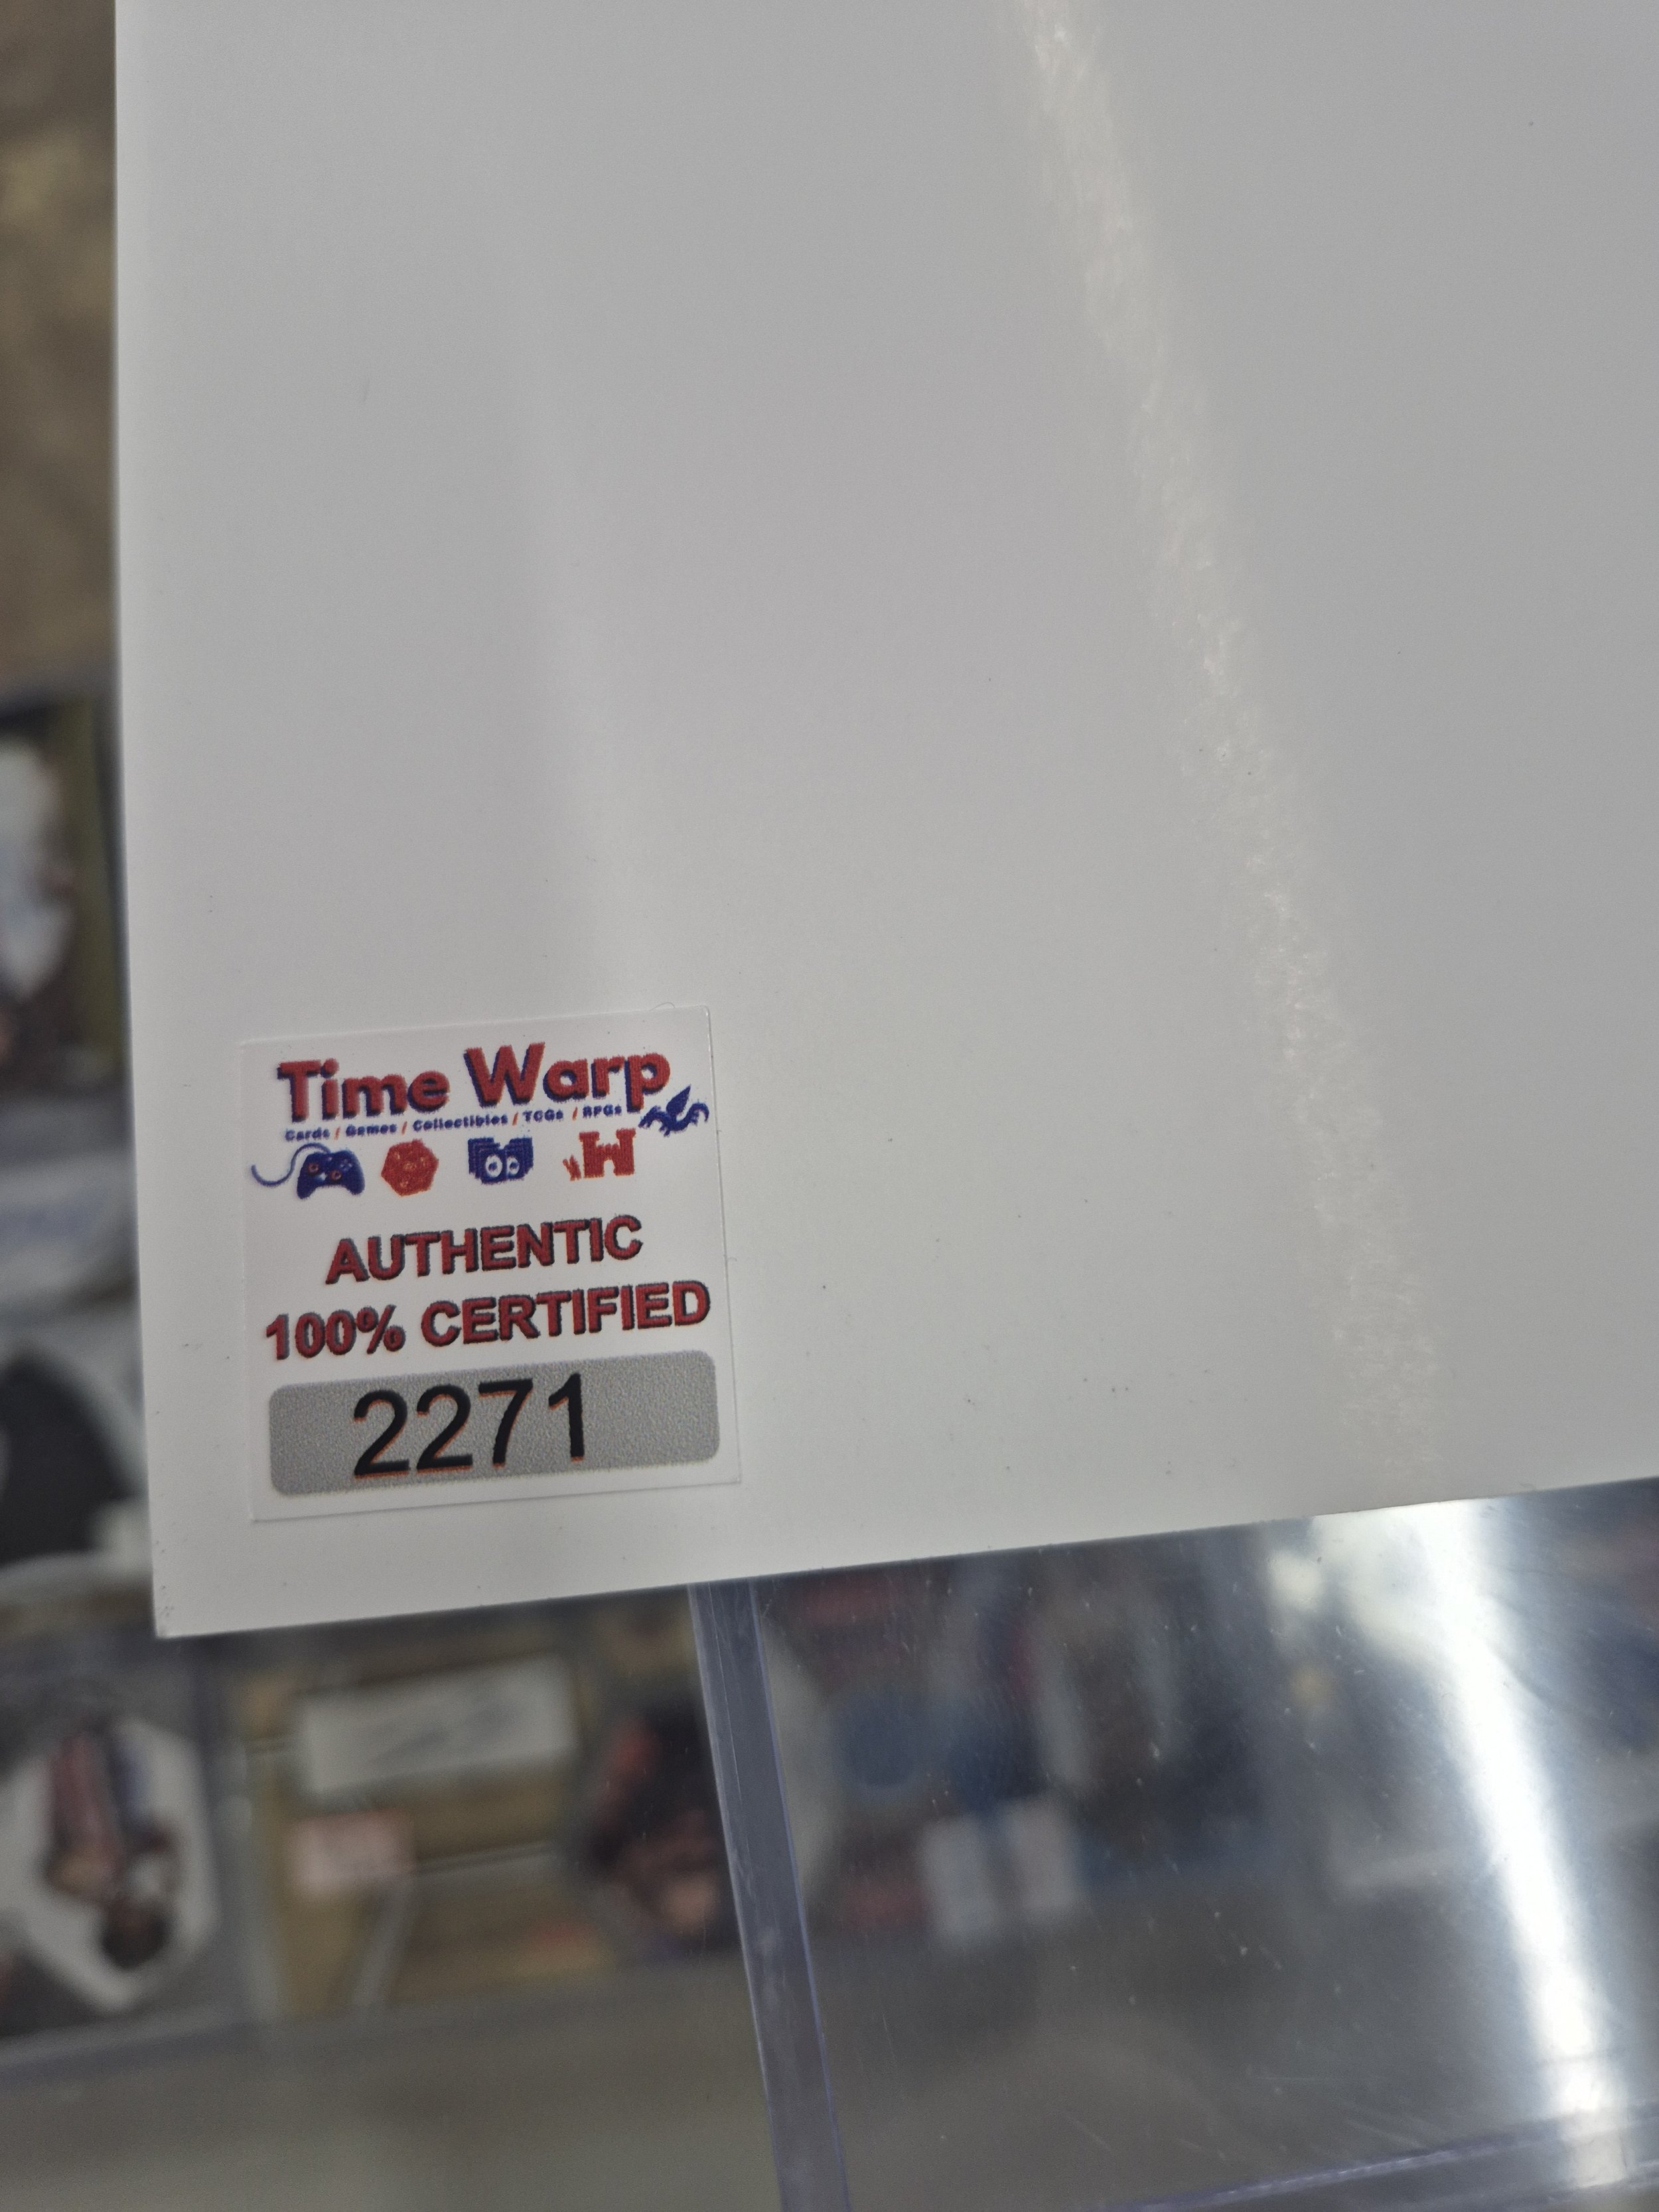 Time Warp
Cards / Games / Collectibles / TCGs / RPGs
AUTHENTIC
100% CERTIFIED
2271